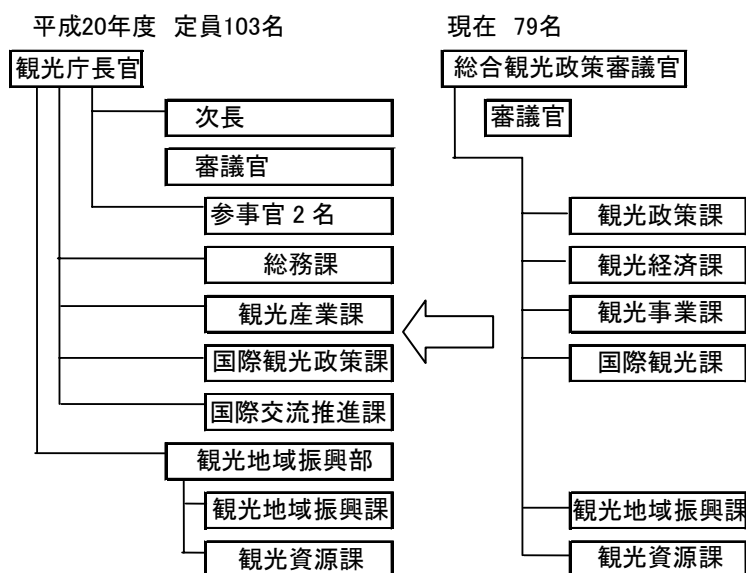 平成20年度 定員103名
観光庁長官
次長
審議官
参事官2名
総務課
観光産業課
国際観光政策課
国際交流推進課
観光地域振興部
観光地域振興課
観光資源課
現在 79名
総合観光政策審議官
審議官
観光政策課
観光経済課
観光事業課
国際観光課
観光地域振興課
観光資源課